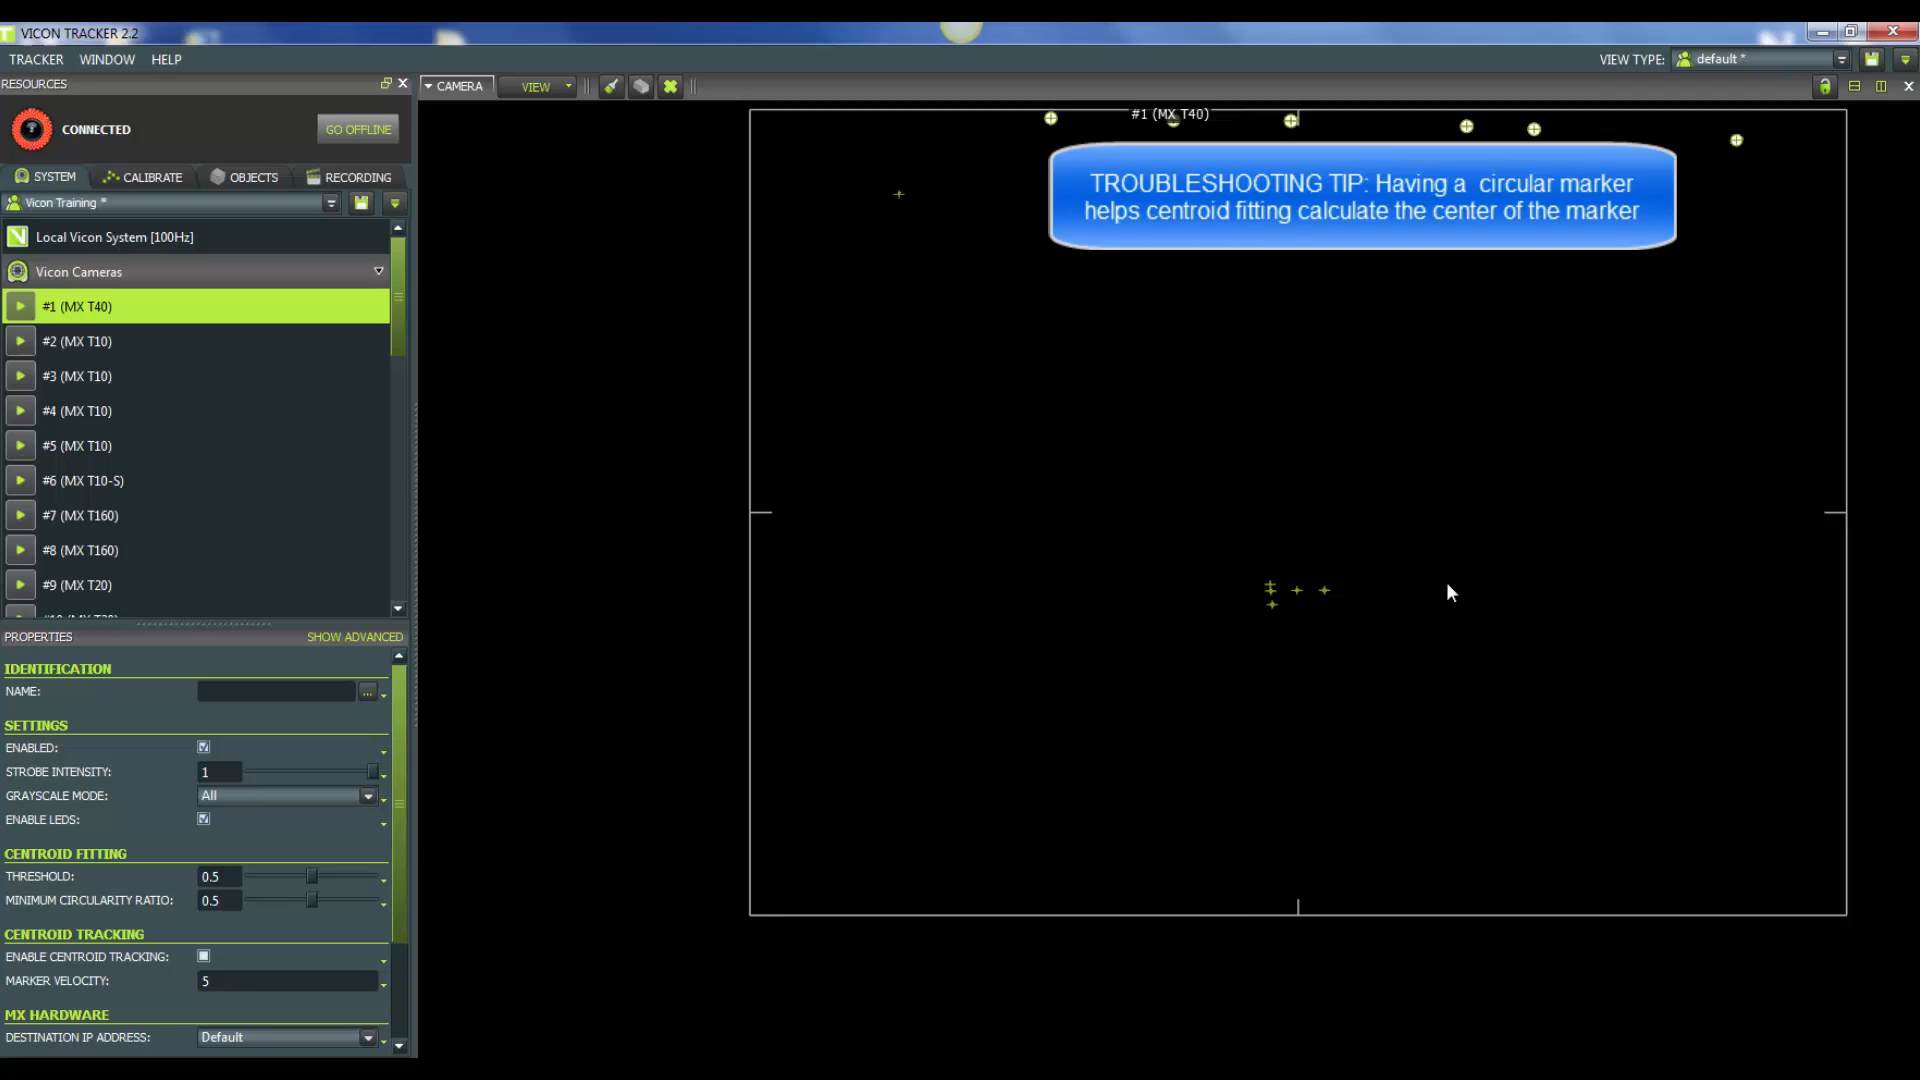 VICON TRACKER 2.2
TRACKER WINDOW HELP
VIEW TYPE: default *
RESOURCES
CAMERA VIEW
CONNECTED
GO OFFLINE
SYSTEM CALIBRATE OBJECTS RECORDING
Vicon Training *
Local Vicon System [100Hz]
Vicon Cameras
#1 (MX T40)
#2 (MX T10)
#3 (MX T10)
#4 (MX T10)
#5 (MX T10)
#6 (MX T10-S)
#7 (MX T160)
#8 (MX T160)
#9 (MX T20)
PROPERTIES SHOW ADVANCED
IDENTIFICATION
NAME: ...
SETTINGS
ENABLED:
STROBE INTENSITY: 1
GRAYSCALE MODE: All
ENABLE LEDS:
CENTROID FITTING
THRESHOLD: 0.5
MINIMUM CIRCULARITY RATIO: 0.5
CENTROID TRACKING
ENABLE CENTROID TRACKING:
MARKER VELOCITY: 5
MX HARDWARE
DESTINATION IP ADDRESS: Default
#1 (MX T40)
TROUBLESHOOTING TIP: Having a circular marker
helps centroid fitting calculate the center of the marker